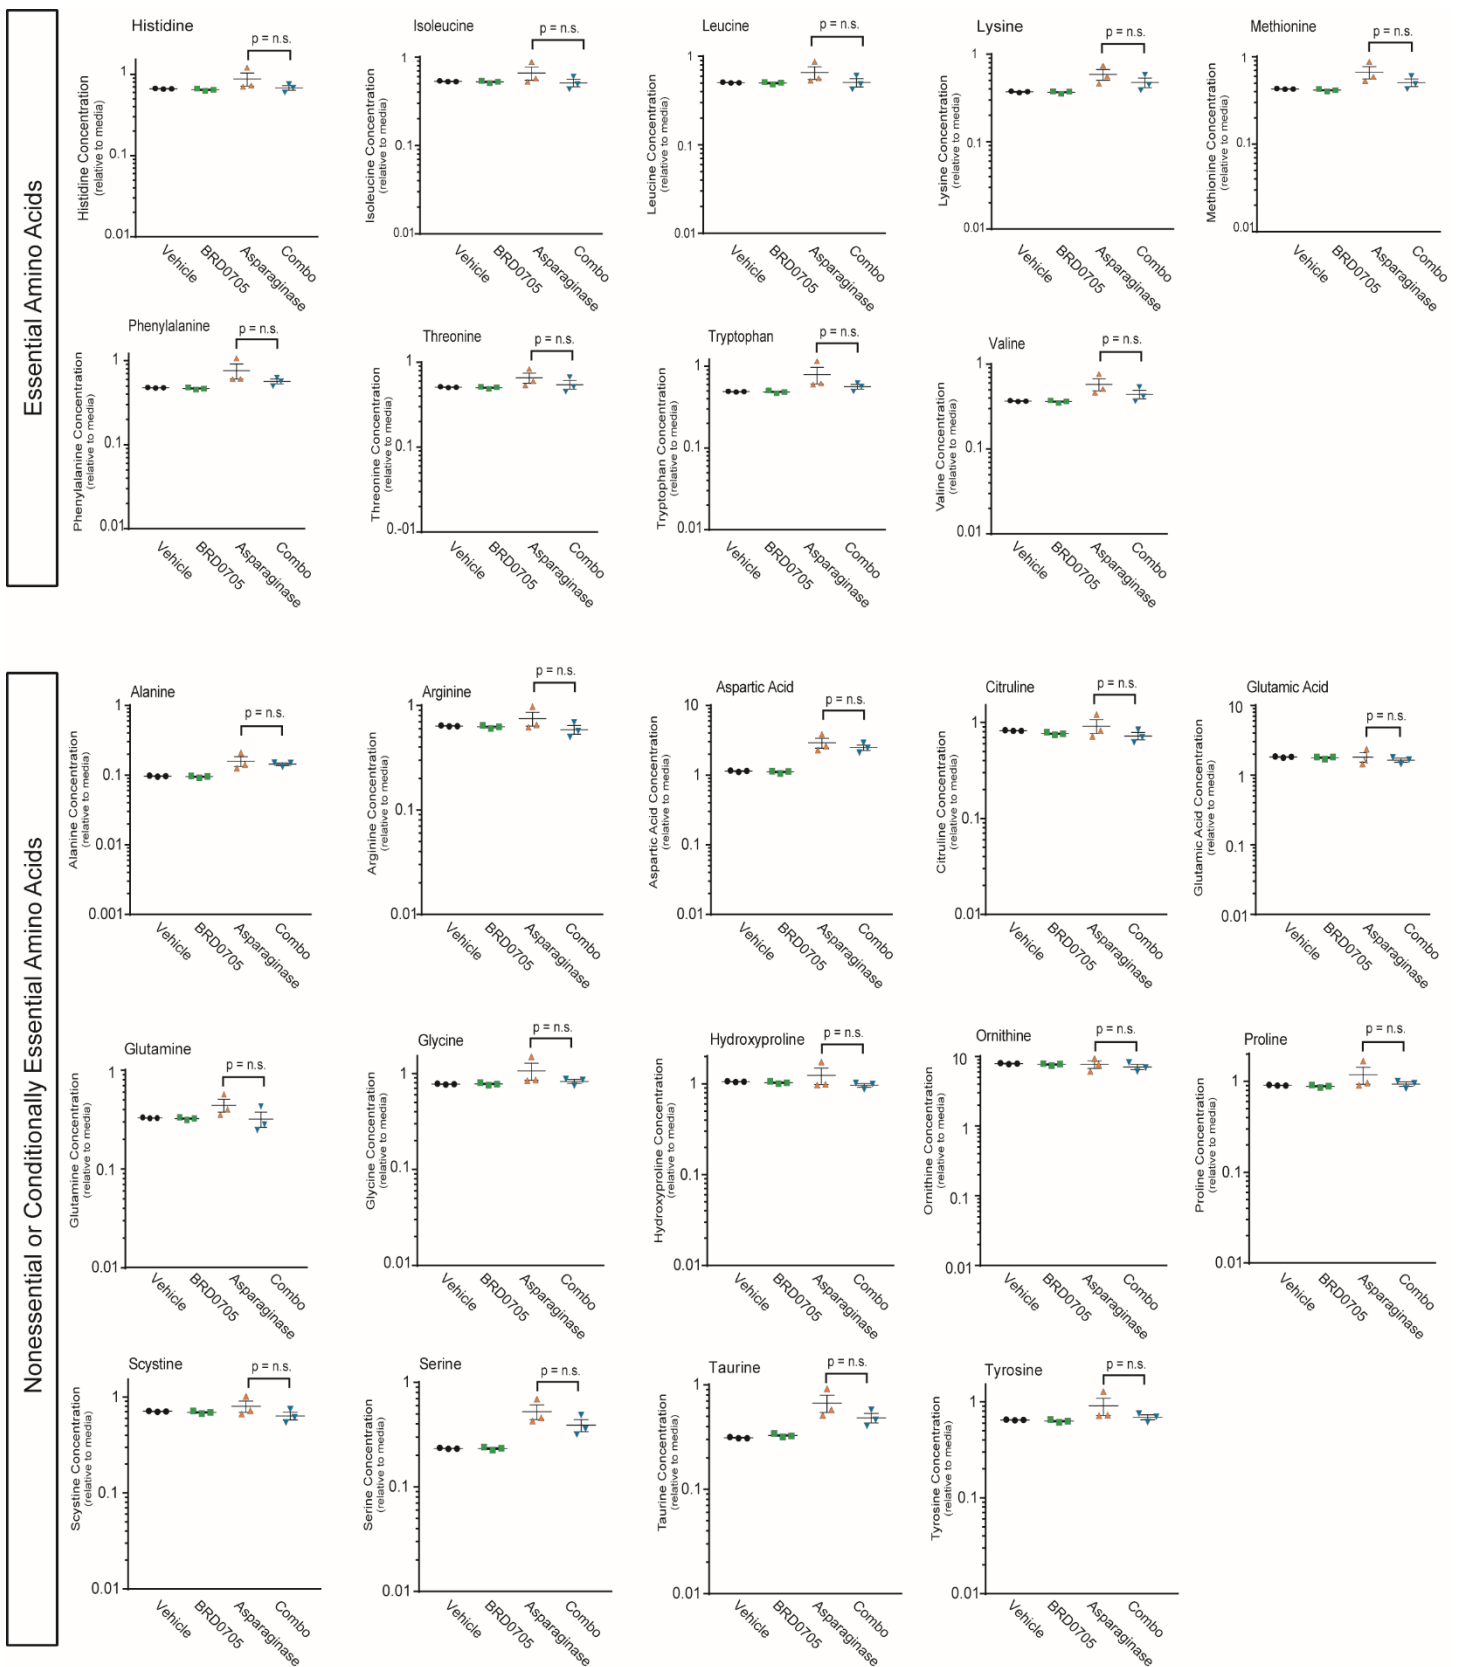 Essential Amino Acids
Histidine
p = n.s.
Histidine Concentration
(relative to media)
1
0.1
0.01
Vehicle
BRD0705
Asparaginase
Combo
Isoleucine
p = n.s.
Isoleucine Concentration
(relative to media)
1
0.1
0.01
Vehicle
BRD0705
Asparaginase
Combo
Leucine
p = n.s.
Leucine Concentration
(relative to media)
1
0.1
0.01
Vehicle
BRD0705
Asparaginase
Combo
Lysine
p = n.s.
Lysine Concentration
(relative to media)
1
0.1
0.01
Vehicle
BRD0705
Asparaginase
Combo
Methionine
p = n.s.
Methionine Concentration
(relative to media)
1
0.1
0.01
Vehicle
BRD0705
Asparaginase
Combo
Phenylalanine
p = n.s.
Phenylalanine Concentration
(relative to media)
1
0.1
0.01
Vehicle
BRD0705
Asparaginase
Combo
Threonine
p = n.s.
Threonine Concentration
(relative to media)
1
0.1
0.-01
Vehicle
BRD0705
Asparaginase
Combo
Tryptophan
p = n.s.
Tryptophan Concentration
(relative to media)
1
0.1
0.01
Vehicle
BRD0705
Asparaginase
Combo
Valine
p = n.s.
Valine Concentration
(relative to media)
1
0.1
0.01
Vehicle
BRD0705
Asparaginase
Combo
Nonessential or Conditionally Essential Amino Acids
Alanine
p = n.s.
Alanine Concentration
(relative to media)
1
0.1
0.01
0.001
Vehicle
BRD0705
Asparaginase
Combo
Arginine
p = n.s.
Arginine Concentration
(relative to media)
1
0.1
0.01
Vehicle
BRD0705
Asparaginase
Combo
Aspartic Acid
p = n.s.
Aspartic Acid Concentration
(relative to media)
10
1
0.1
0.01
Vehicle
BRD0705
Asparaginase
Combo
Citruline
p = n.s.
Citruline Concentration
(relative to media)
1
0.1
0.01
Vehicle
BRD0705
Asparaginase
Combo
Glutamic Acid
p = n.s.
Glutamic Acid Concentration
(relative to media)
10
1
0.1
0.01
Vehicle
BRD0705
Asparaginase
Combo
Glutamine
p = n.s.
Glutamine Concentration
(relative to media)
1
0.1
0.01
Vehicle
BRD0705
Asparaginase
Combo
Glycine
p = n.s.
Glycine Concentration
(relative to media)
1
0.1
0.01
Vehicle
BRD0705
Asparaginase
Combo
Hydroxyproline
p = n.s.
Hydroxyproline Concentration
(relative to media)
1
0.1
0.01
Vehicle
BRD0705
Asparaginase
Combo
Ornithine
p = n.s.
Ornithine Concentration
(relative to media)
10
1
0.1
0.01
Vehicle
BRD0705
Asparaginase
Combo
Proline
p = n.s.
Proline Concentration
(relative to media)
1
0.1
0.01
Vehicle
BRD0705
Asparaginase
Combo
Scystine
p = n.s.
Scystine Concentration
(relative to media)
1
0.1
0.01
Vehicle
BRD0705
Asparaginase
Combo
Serine
p = n.s.
Serine Concentration
(relative to media)
1
0.1
0.01
Vehicle
BRD0705
Asparaginase
Combo
Taurine
p = n.s.
Taurine Concentration
(relative to media)
1
0.1
0.01
Vehicle
BRD0705
Asparaginase
Combo
Tyrosine
p = n.s.
Tyrosine Concentration
(relative to media)
1
0.1
0.01
Vehicle
BRD0705
Asparaginase
Combo